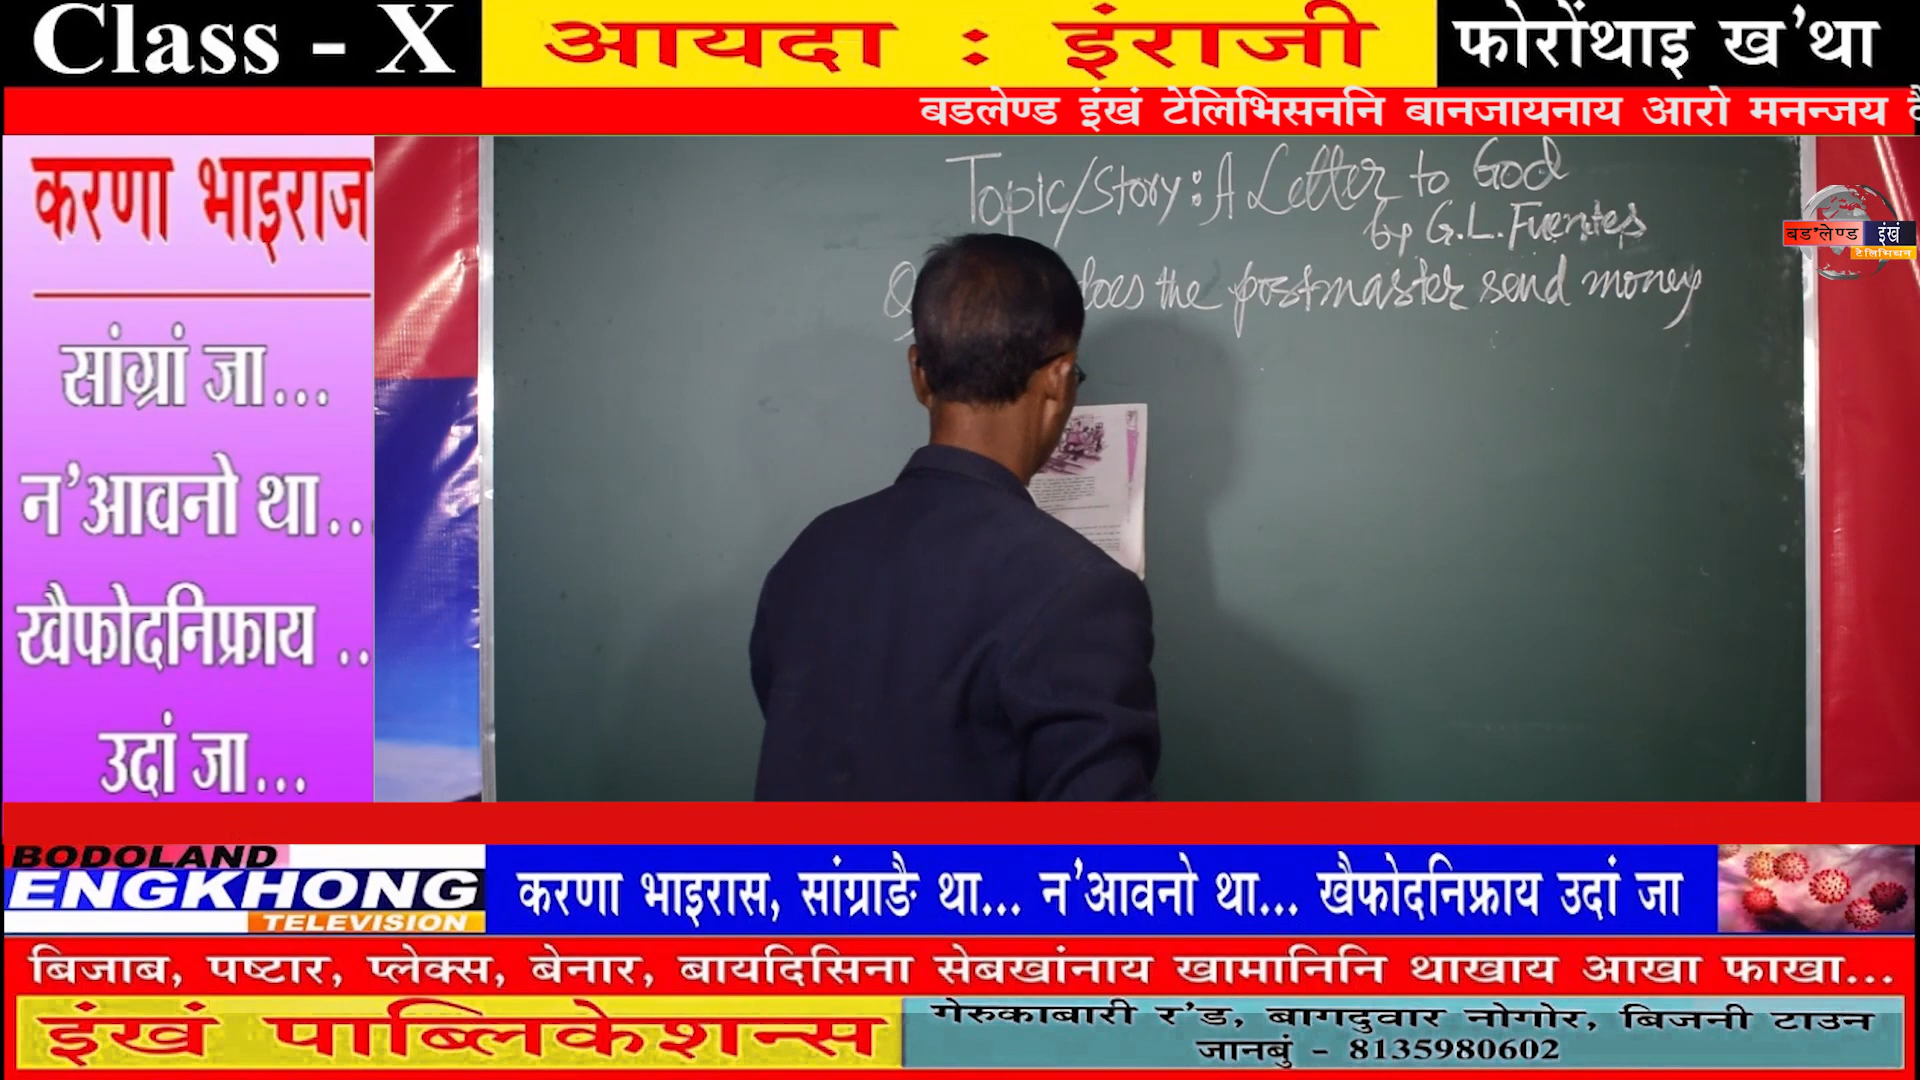 Class - X
आयदा : इंराजी
फोरोंथाइ ख'था
बडलेण्ड इंखं टेलिभिसननि बानजायनाय आरो मनन्जय
करणा भाइराज
सांग्रां जा...
न'आवनो था...
खैफोदनिफ्राय ..
उदां जा...
Topic/Story: A Letter to God
by G.L. Fuentes
Q does the postmaster send money
बड'लेण्ड इंखं
टेलिभिसन
BODOLAND
ENGKHONG
TELEVISION
करणा भाइरास, सांग्राङै था... न'आवनो था... खैफोदनिफ्राय उदां जा
बिजाब, पष्टार, प्लेक्स, बेनार, बायदिसिना सेबखांनाय खामानिनि थाखाय आखा फाखा...
इंखं पाब्लिकेशन्स
गेरुकाबारी र'ड, बागदुवार नोगोर, बिजनी टाउन
जानबुं - 8135980602